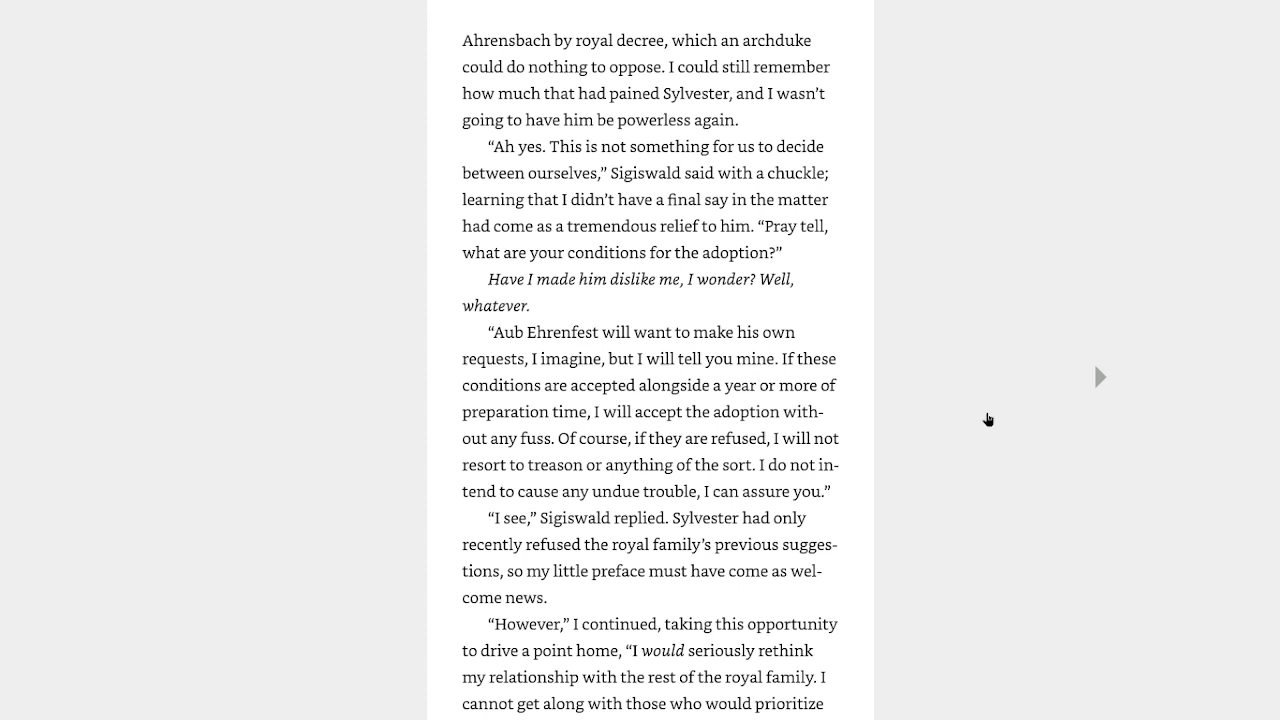 Ahrensbach by royal decree, which an archduke
could do nothing to oppose. I could still remember
how much that had pained Sylvester, and I wasn’t
going to have him be powerless again.
“Ah yes. This is not something for us to decide
between ourselves,” Sigiswald said with a chuckle;
learning that I didn’t have a final say in the matter
had come as a tremendous relief to him. “Pray tell,
what are your conditions for the adoption?”
Have I made him dislike me, I wonder? Well,
whatever.
“Aub Ehrenfest will want to make his own
requests, I imagine, but I will tell you mine. If these
conditions are accepted alongside a year or more of
preparation time, I will accept the adoption with-
out any fuss. Of course, if they are refused, I will not
resort to treason or anything of the sort. I do not in-
tend to cause any undue trouble, I can assure you.”
“I see,” Sigiswald replied. Sylvester had only
recently refused the royal family’s previous sugges-
tions, so my little preface must have come as wel-
come news.
“However,” I continued, taking this opportunity
to drive a point home, “I would seriously rethink
my relationship with the rest of the royal family. I
cannot get along with those who would prioritize